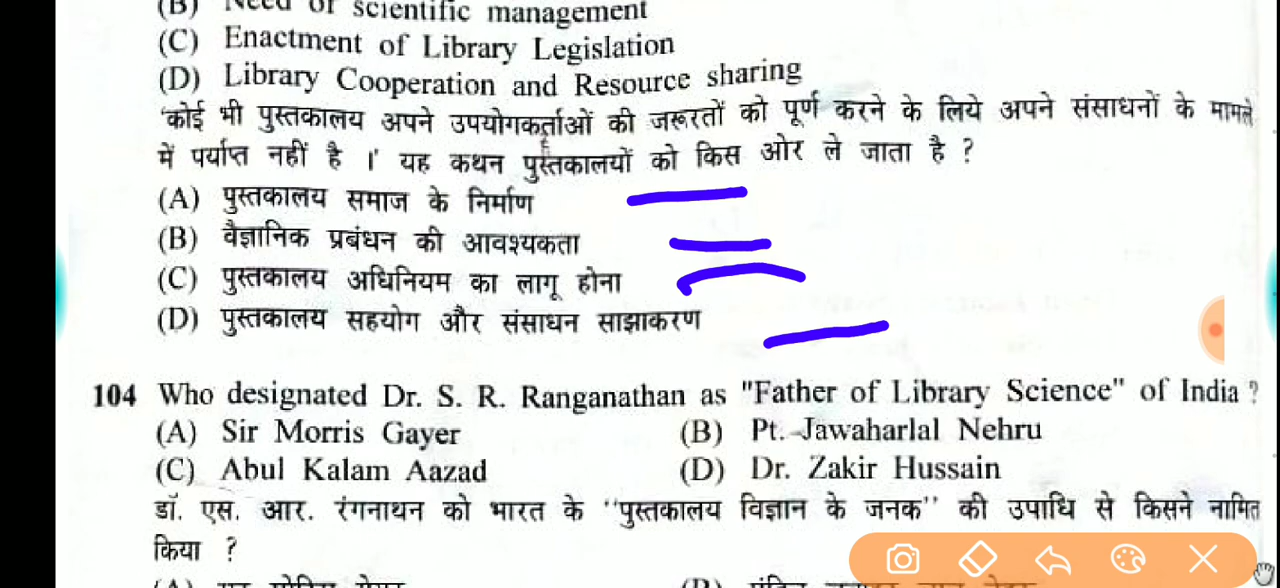 (B) Need of scientific management
(C) Enactment of Library Legislation
(D) Library Cooperation and Resource sharing
'कोई भी पुस्तकालय अपने उपयोगकर्ताओं की जरूरतों को पूर्ण करने के लिये अपने संसाधनों के मामले
में पर्याप्त नहीं है ।' यह कथन पुस्तकालयों को किस ओर ले जाता है ?
(A) पुस्तकालय समाज के निर्माण
(B) वैज्ञानिक प्रबंधन की आवश्यकता
(C) पुस्तकालय अधिनियम का लागू होना
(D) पुस्तकालय सहयोग और संसाधन साझाकरण
104 Who designated Dr. S. R. Ranganathan as "Father of Library Science" of India ?
(A) Sir Morris Gayer (B) Pt. Jawaharlal Nehru
(C) Abul Kalam Aazad (D) Dr. Zakir Hussain
डॉ. एस. आर. रंगनाथन को भारत के "पुस्तकालय विज्ञान के जनक" की उपाधि से किसने नामित
किया ?